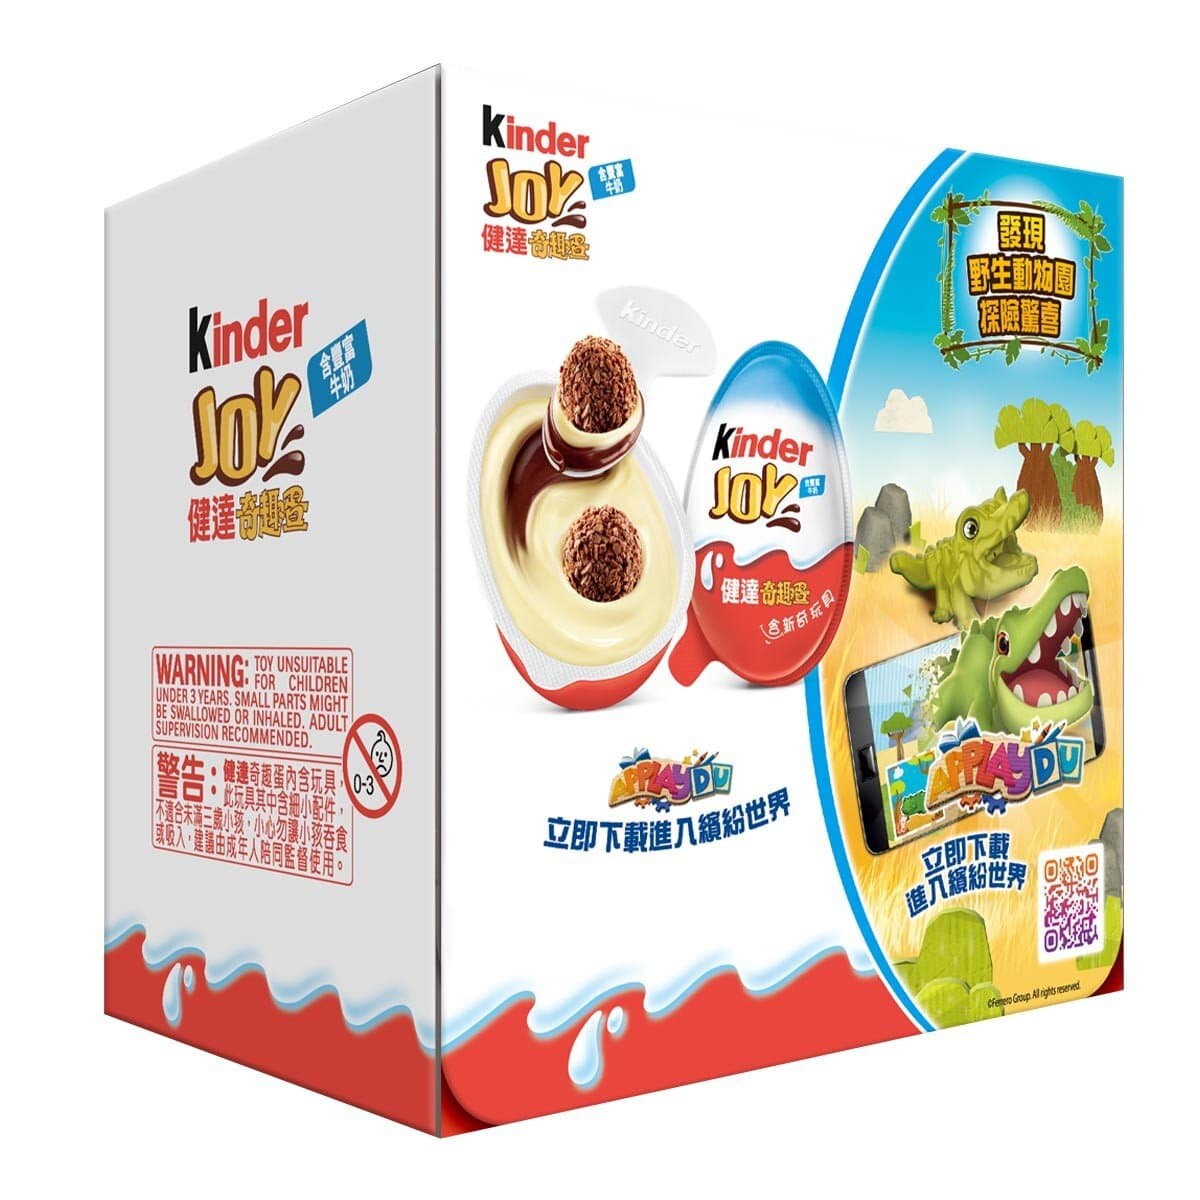 Kinder
JOY
含豐富
牛奶
健達奇趣蛋
WARNING: TOY UNSUITABLE
FOR CHILDREN
UNDER 3 YEARS. SMALL PARTS MIGHT
BE SWALLOWED OR INHALED. ADULT
SUPERVISION RECOMMENDED.
警告：健達奇趣蛋內含玩具，
此玩具其中含細小配件，
不適合未滿三歲小孩，小心勿讓小孩吞食
或吸入，建議由成年人陪同監督使用。
0-3
Kinder
JOY
含豐富
牛奶
健達奇趣蛋
Kinder
Kinder
JOY
含豐富
牛奶
健達奇趣蛋
含新奇玩具
APPLAYDU
立即下載進入繽紛世界
發現
野生動物園
探險驚喜
APPLAYDU
立即下載
進入繽紛世界
©Ferrero Group. All rights reserved.